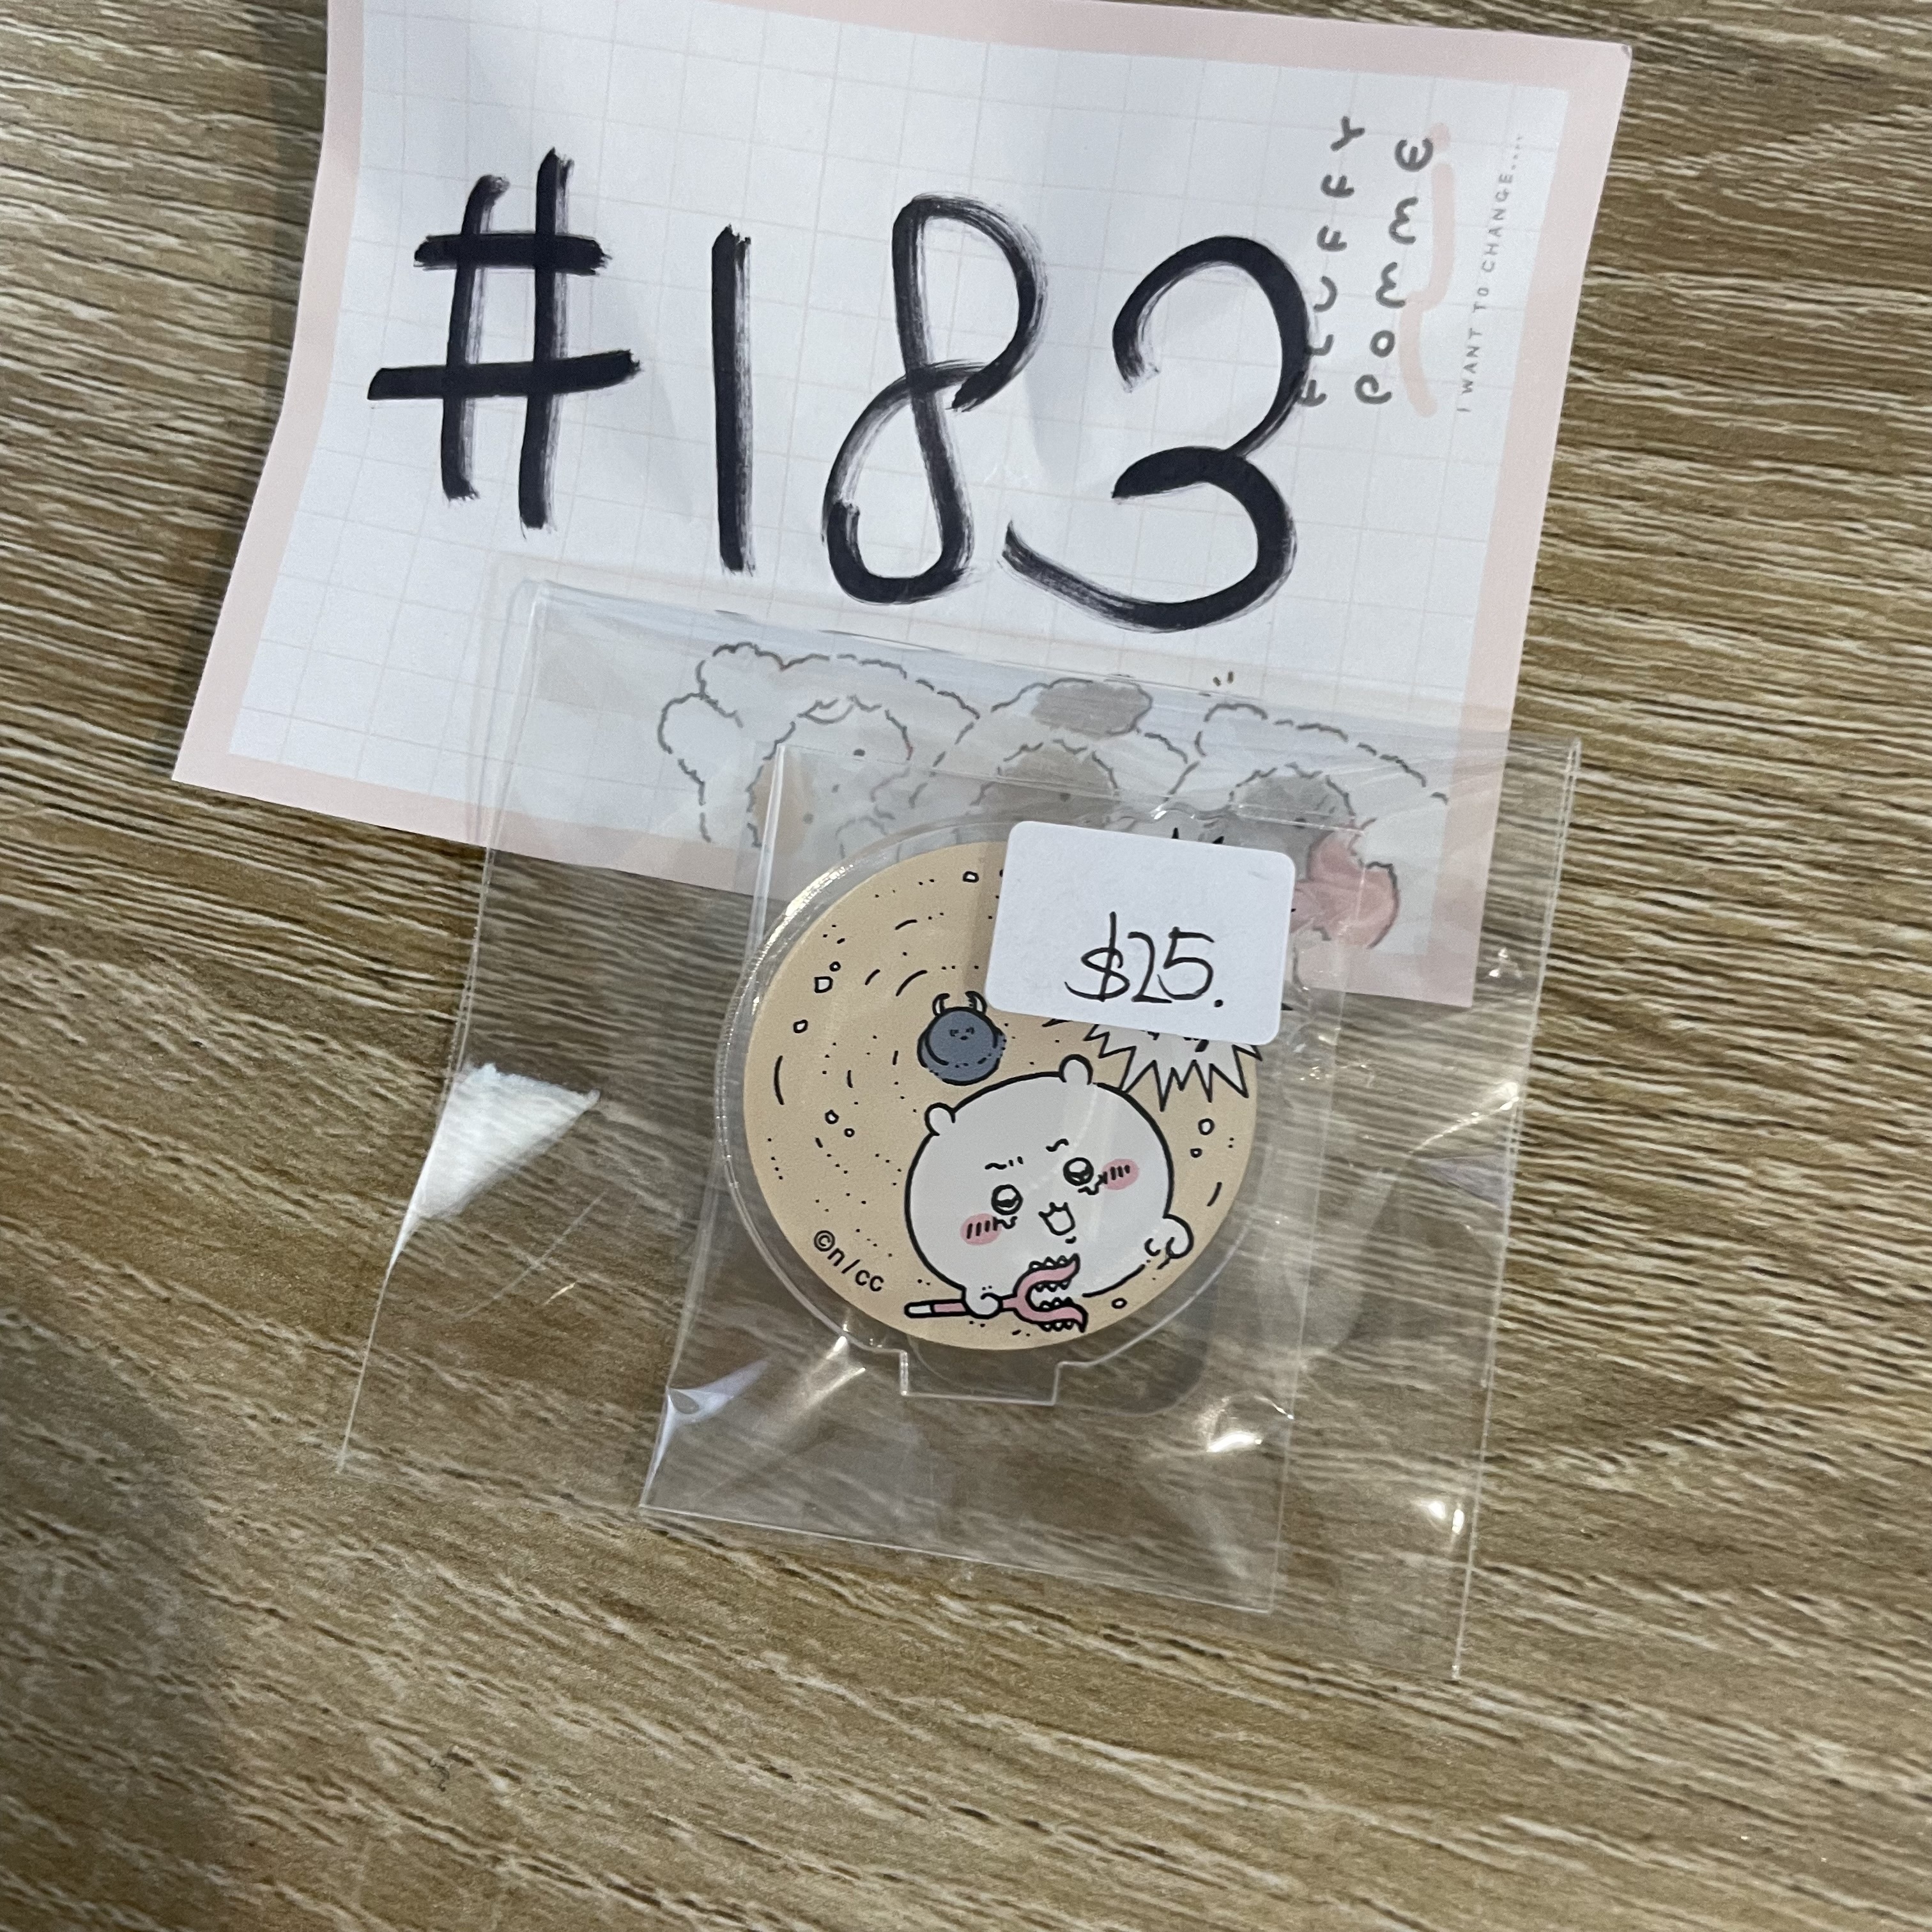 #183
FLUFFY
POMME
I WANT TO CHANGE....
$25.
©n/cc